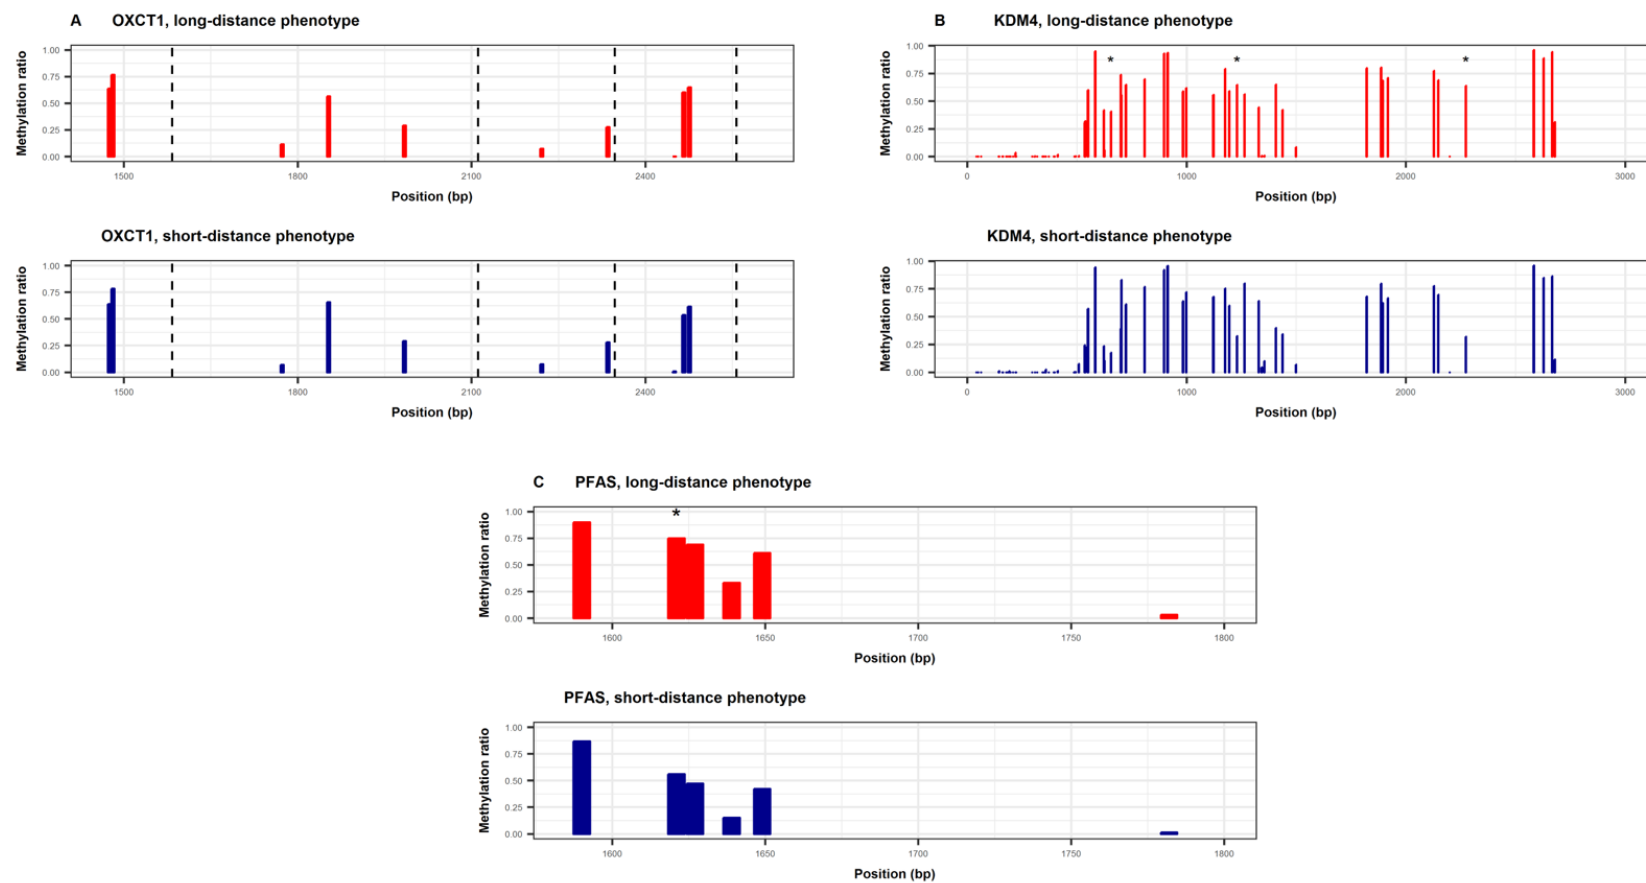 A OXCT1, long-distance phenotype
Methylation ratio
1.00
0.75
0.50
0.25
0.00
1500 1800 2100 2400
Position (bp)
OXCT1, short-distance phenotype
Methylation ratio
1.00
0.75
0.50
0.25
0.00
1500 1800 2100 2400
Position (bp)
B KDM4, long-distance phenotype
Methylation ratio
1.00
0.75
0.50
0.25
0.00
* * *
0 1000 2000 3000
Position (bp)
KDM4, short-distance phenotype
Methylation ratio
1.00
0.75
0.50
0.25
0.00
0 1000 2000 3000
Position (bp)
C PFAS, long-distance phenotype
Methylation ratio
1.00
0.75
0.50
0.25
0.00
*
1600 1650 1700 1750 1800
Position (bp)
PFAS, short-distance phenotype
Methylation ratio
1.00
0.75
0.50
0.25
0.00
1600 1650 1700 1750 1800
Position (bp)